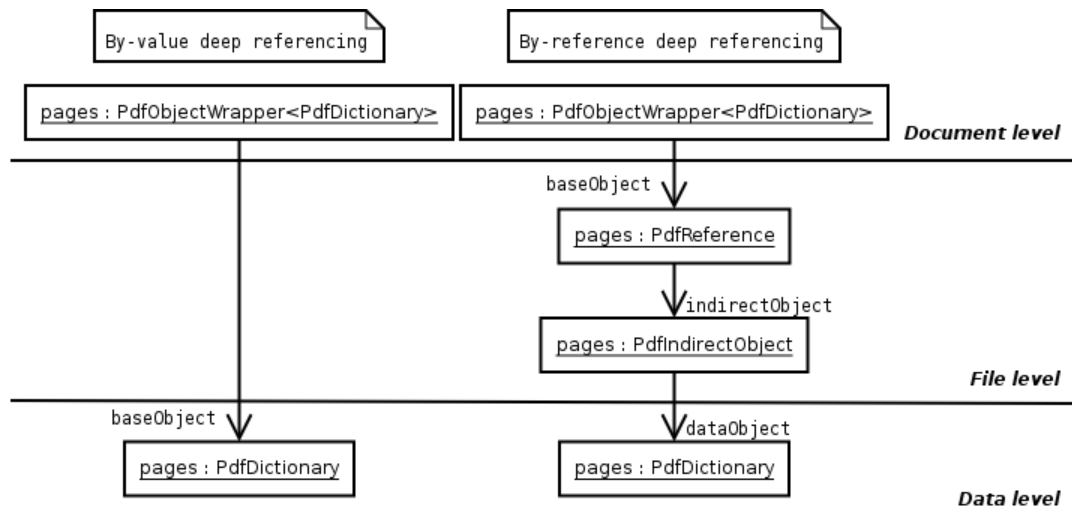 By-value deep referencing
By-reference deep referencing
pages : PdfObjectWrapper<PdfDictionary>
pages : PdfObjectWrapper<PdfDictionary>
Document level
baseObject
pages : PdfReference
indirectObject
pages : PdfIndirectObject
File level
baseObject
dataObject
pages : PdfDictionary
pages : PdfDictionary
Data level